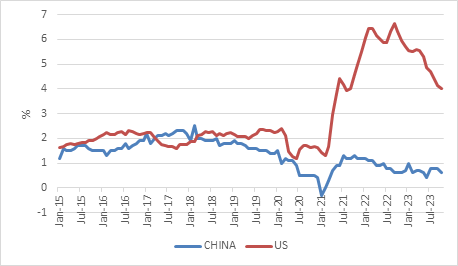 7
6
5
4
3
2
1
0
-1
%
Jan-15
Jul-15
Jan-16
Jul-16
Jan-17
Jul-17
Jan-18
Jul-18
Jan-19
Jul-19
Jan-20
Jul-20
Jan-21
Jul-21
Jan-22
Jul-22
Jan-23
Jul-23
CHINA US